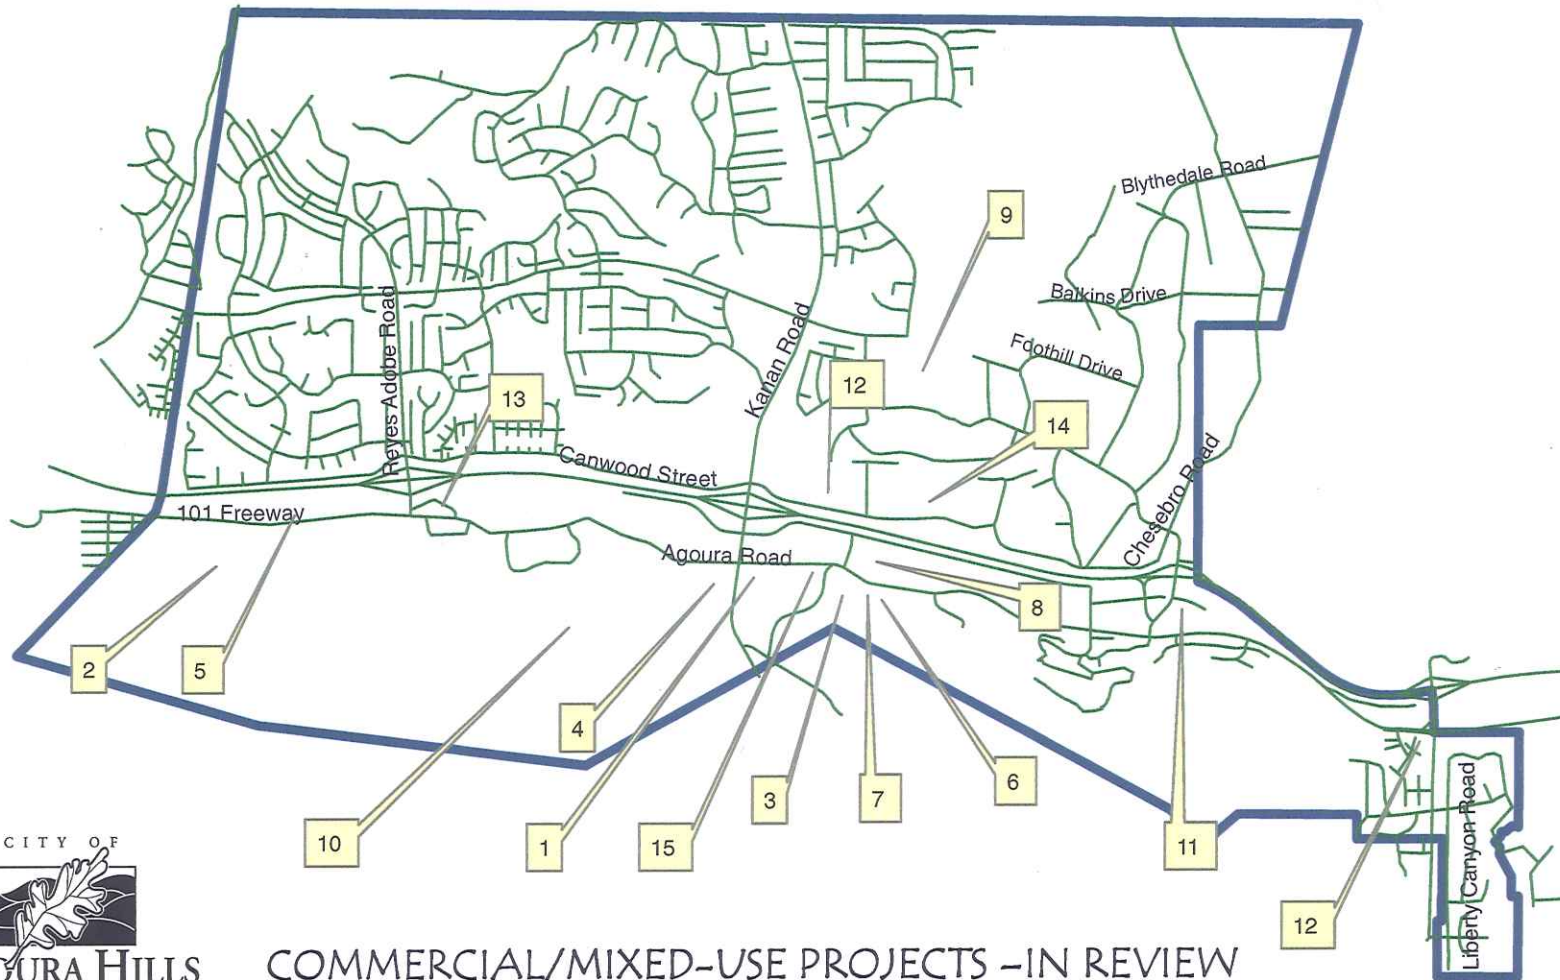 Blythedale Road
9
Balkins Drive
Foothill Drive
Kanan Road
Reyes Adobe Road
12
13
14
Canwood Street
Chesebro Road
101 Freeway
Agoura Road
8
2
5
4
6
3
7
10
1
15
11
12
Liberty Canyon Road
CITY OF
OURA HILLS
COMMERCIAL/MIXED-USE PROJECTS –IN REVIEW